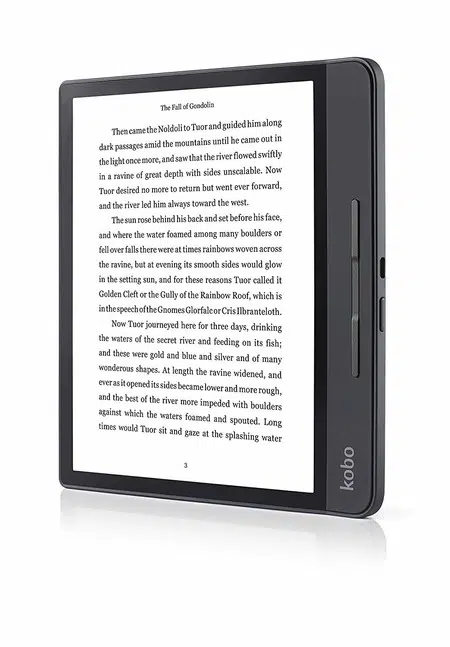 The Fall of Gondolin
Then came the Noldoli to Tuor and guided him along
dark passages amid the mountains until he came out
in the light once more, and saw that the river flowed swiftly
in a ravine of great depth with sides unscalable. Now
Tuor desired no more to return but went ever forward,
and the river led him always toward the west.
The sun rose behind his back and set before his face,
and where the water foamed among many boulders or
fell over falls there were at times rainbows woven across
the ravine, but at evening its smooth sides would glow
in the setting sun, and for these reasons Tuor called it
Golden Cleft or the Gully of the Rainbow Roof, which is
in the speech of the Gnomes Glorfalc or Cris Ilbranteloth.
Now Tuor journeyed here for three days, drinking
the waters of the secret river and feeding on its fish;
and these were gold and blue and silver and of many
wonderous shapes. At length the ravine widened, and
ever as it opened its sides became lower and more rough,
and the best of the river more impeded with boulders
against which the waters foamed and spouted. Long
times would Tuor sit and gaze at the splashing water
3
kobo